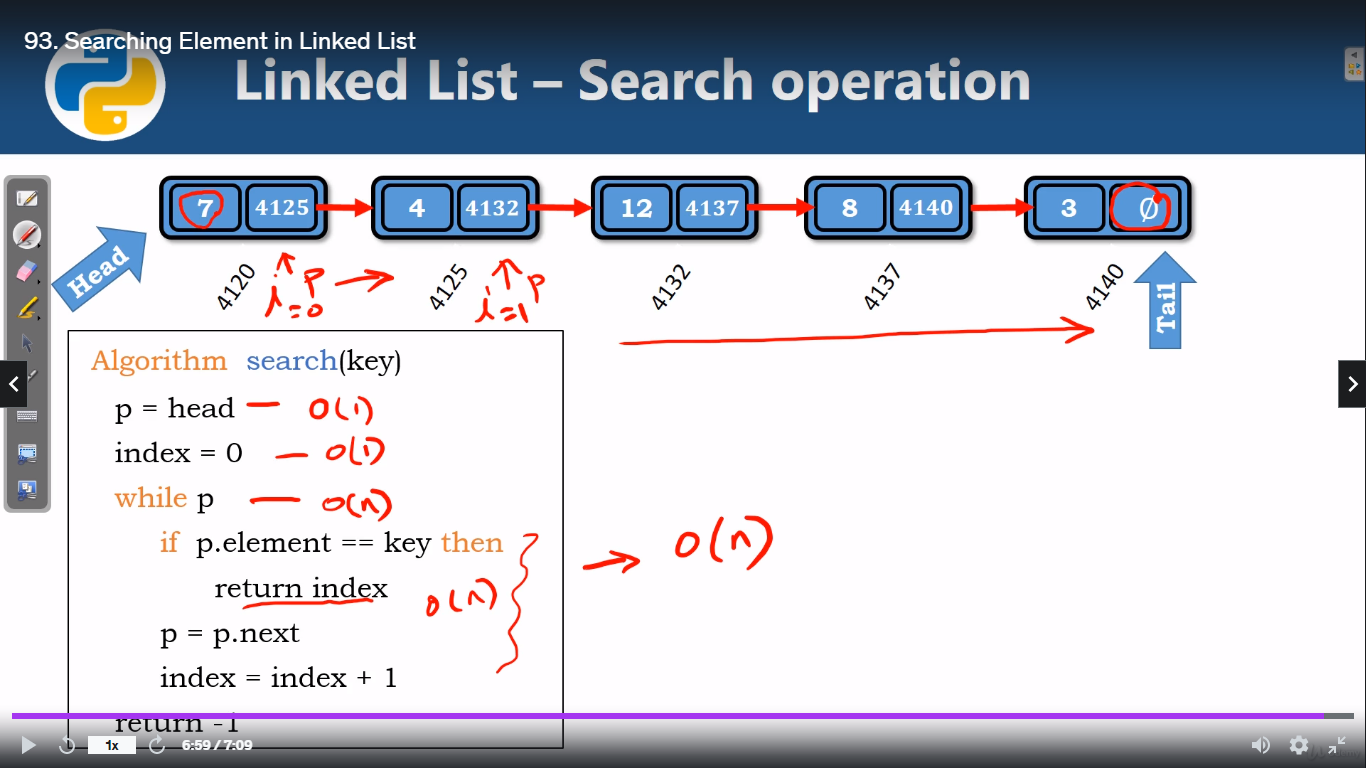 93. Searching Element in Linked List
Linked List – Search operation
7 4125 4 4132 12 4137 8 4140 3 ∅
Head
4120 4125 4132 4137 4140
p p
i=0 i=1
Tail
Algorithm search(key)
p = head — O(1)
index = 0 — O(1)
while p — O(n)
if p.element == key then
return index O(n)
→ O(n)
p = p.next
index = index + 1
return -1
1x 6:59 / 7:09